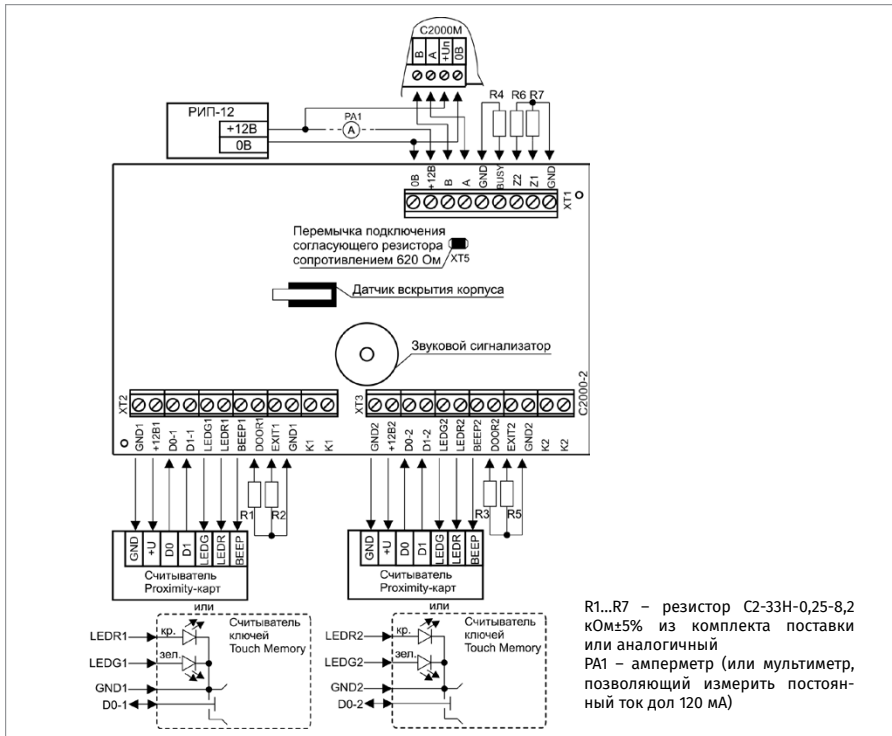 С2000М
В
А
+Uп
0В
R4 R6 R7
РИП-12
+12В
0В
РА1
А
0В
+12В
В
А
GND
BUSY
Z2
Z1
GND
XT1
Перемычка подключения
согласующего резистора
сопротивлением 620 Ом
XT5
Датчик вскрытия корпуса
Звуковой сигнализатор
С2000-2
XT2
GND1
+12В1
D0-1
D1-1
LEDG1
LEDR1
BEEP1
DOOR1
EXIT1
GND1
K1
K1
XT3
GND2
+12В2
D0-2
D1-2
LEDG2
LEDR2
BEEP2
DOOR2
EXIT2
GND2
K2
K2
R1
R2
R3
R5
GND
+U
D0
D1
LEDG
LEDR
BEEP
Считыватель
Proximity-карт
или
GND
+U
D0
D1
LEDG
LEDR
BEEP
Считыватель
Proximity-карт
или
LEDR1
кр.
LEDG1
зел.
GND1
D0-1
Считыватель
ключей
Touch Memory
LEDR2
кр.
LEDG2
зел.
GND2
D0-2
Считыватель
ключей
Touch Memory
R1...R7 – резистор С2-33Н-0,25-8,2
кОм±5% из комплекта поставки
или аналогичный
РА1 – амперметр (или мультиметр,
позволяющий измерить постоян-
ный ток дол 120 мА)